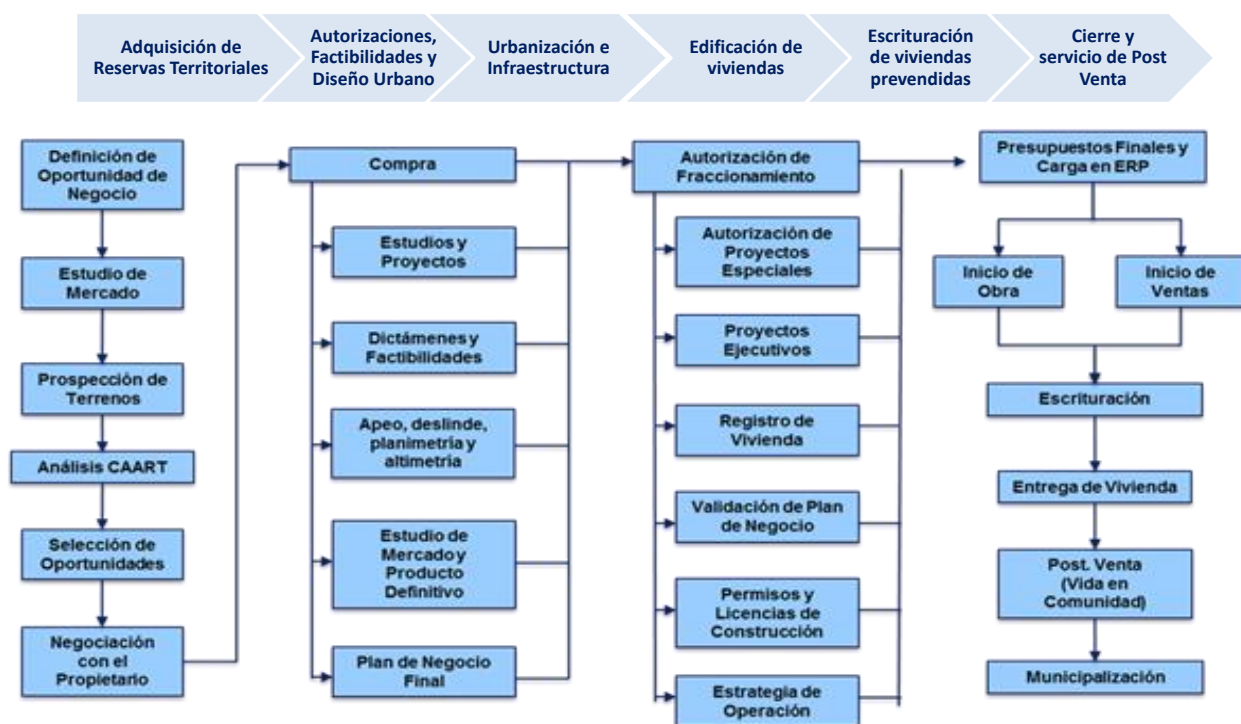 Adquisición de
Reservas Territoriales
Autorizaciones,
Factibilidades y
Diseño Urbano
Urbanización e
Infraestructura
Edificación de
viviendas
Escrituración
de viviendas
prevendidas
Cierre y
servicio de Post
Venta
Definición de
Oportunidad de
Negocio
Estudio de
Mercado
Prospección de
Terrenos
Análisis CAART
Selección de
Oportunidades
Negociación
con el
Propietario
Compra
Estudios y
Proyectos
Dictámenes y
Factibilidades
Apeo, deslinde,
planimetría y
altimetría
Estudio de
Mercado y
Producto
Definitivo
Plan de Negocio
Final
Autorización de
Fraccionamiento
Autorización de
Proyectos
Especiales
Proyectos
Ejecutivos
Registro de
Vivienda
Validación de Plan
de Negocio
Permisos y
Licencias de
Construcción
Estrategia de
Operación
Presupuestos Finales y
Carga en ERP
Inicio de
Obra
Inicio de
Ventas
Escrituración
Entrega de Vivienda
Post. Venta
(Vida en
Comunidad)
Municipalización